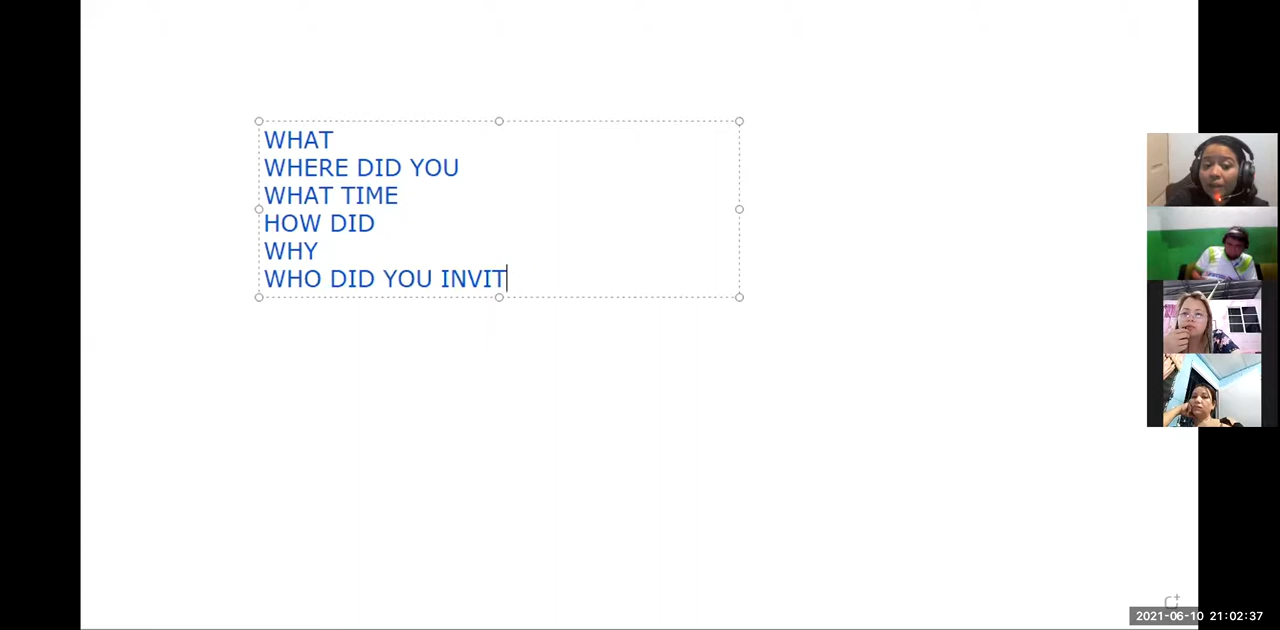 WHAT
WHERE DID YOU
WHAT TIME
HOW DID
WHY
WHO DID YOU INVIT
2021-06-10 21:02:37